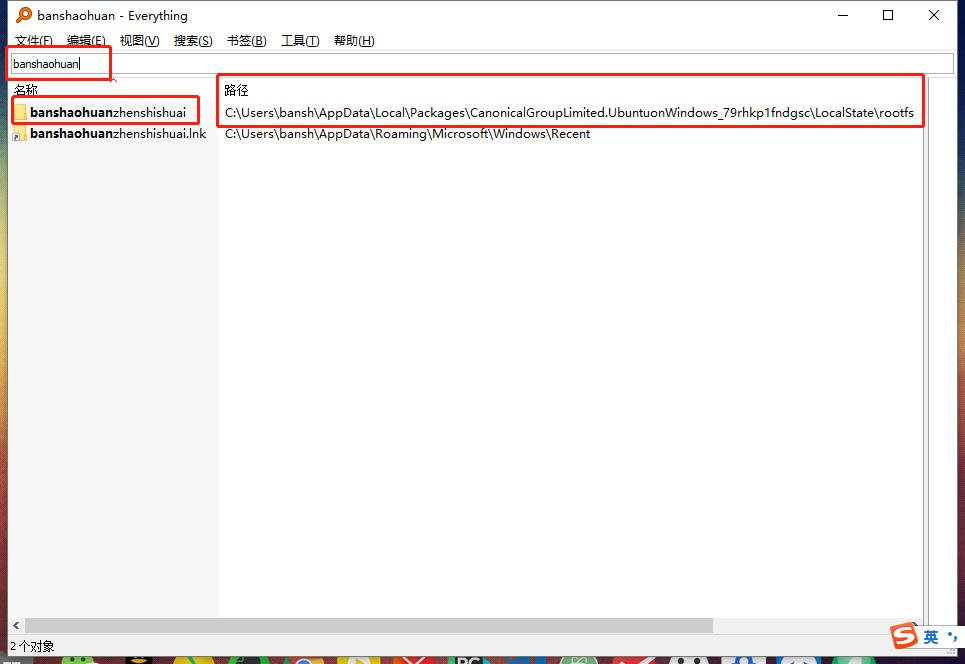 banshaohuan - Everything
文件(F) 编辑(E) 视图(V) 搜索(S) 书签(B) 工具(T) 帮助(H)
banshaohuan
名称 路径
banshaohuanzhenshishuai C:\Users\bansh\AppData\Local\Packages\CanonicalGroupLimited.UbuntuonWindows_79rhkp1fndgsc\LocalState\rootfs
banshaohuanzhenshishuai.lnk C:\Users\bansh\AppData\Roaming\Microsoft\Windows\Recent
2 个对象
S 英
PC